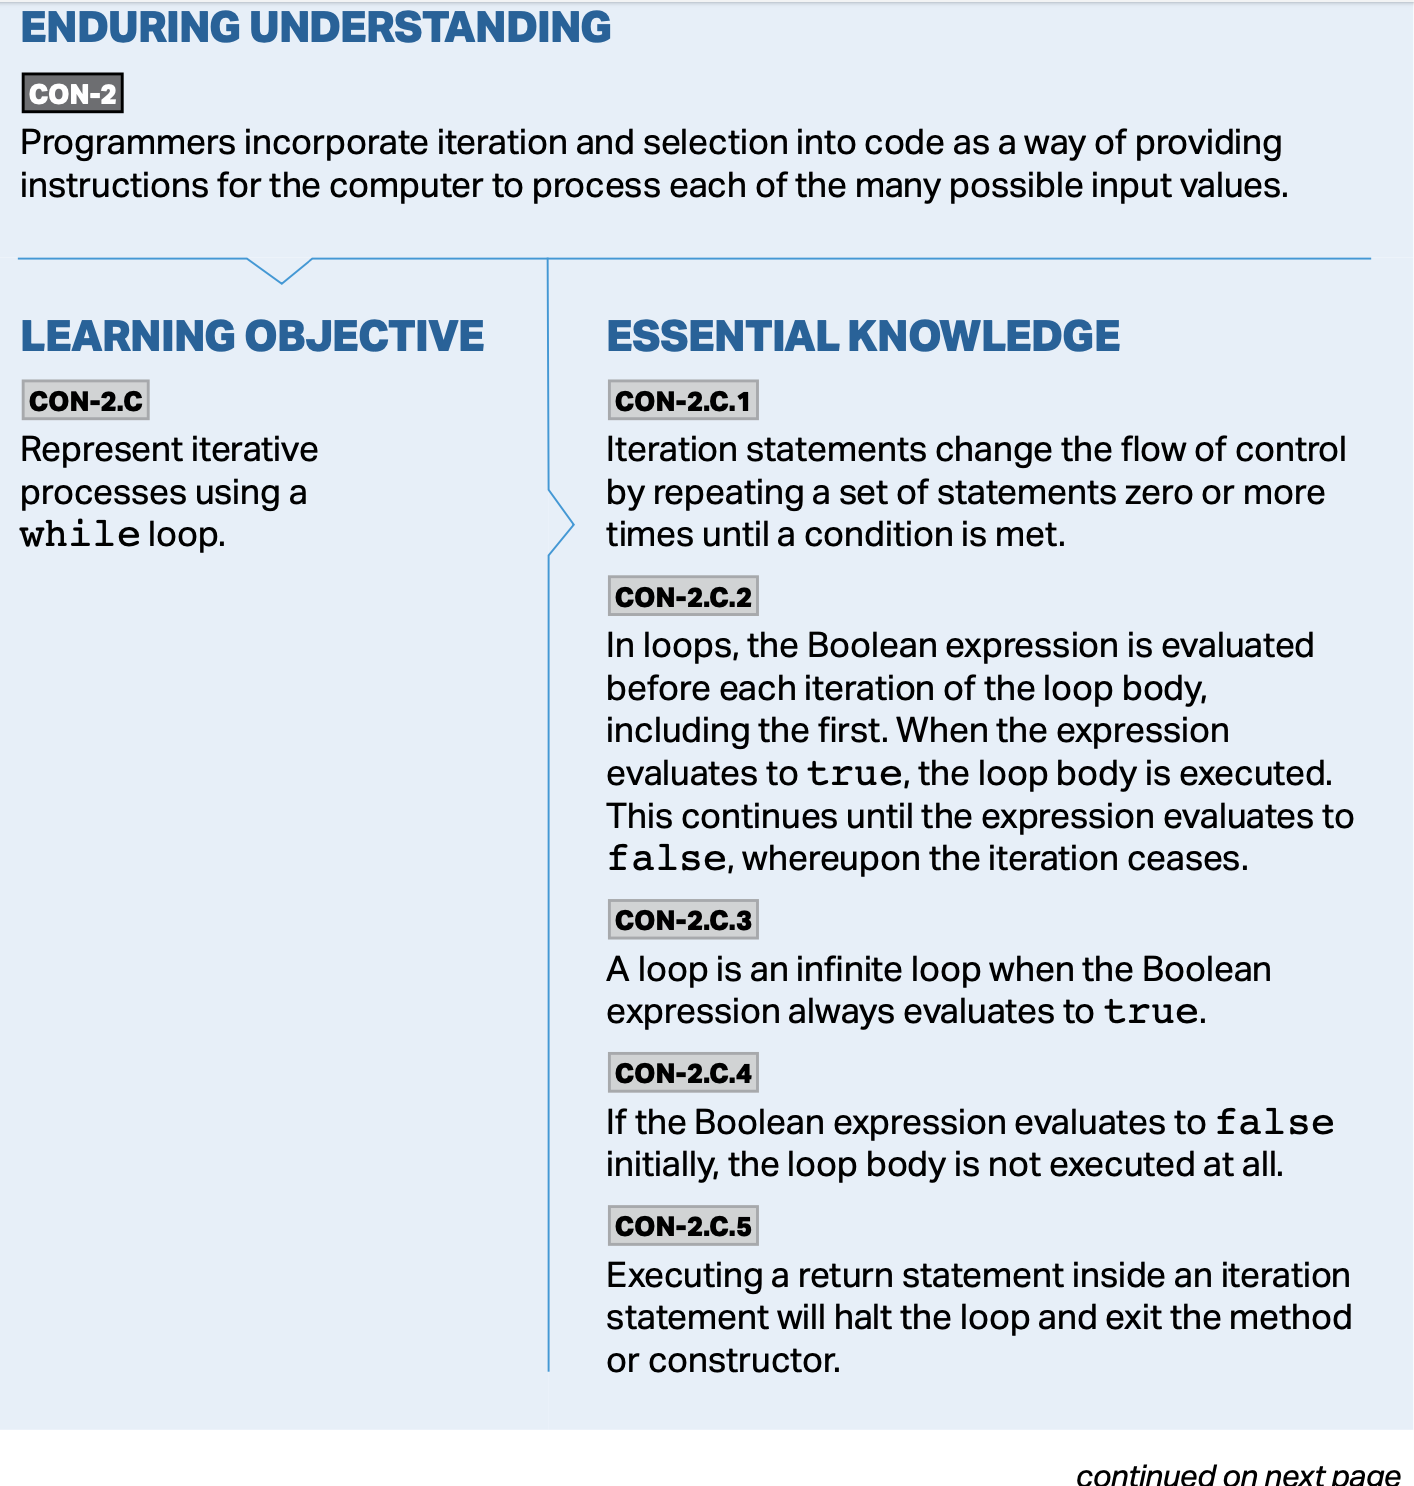 ENDURING UNDERSTANDING
CON-2
Programmers incorporate iteration and selection into code as a way of providing
instructions for the computer to process each of the many possible input values.
LEARNING OBJECTIVE
CON-2.C
Represent iterative
processes using a
while loop.
ESSENTIAL KNOWLEDGE
CON-2.C.1
Iteration statements change the flow of control
by repeating a set of statements zero or more
times until a condition is met.
CON-2.C.2
In loops, the Boolean expression is evaluated
before each iteration of the loop body,
including the first. When the expression
evaluates to true, the loop body is executed.
This continues until the expression evaluates to
false, whereupon the iteration ceases.
CON-2.C.3
A loop is an infinite loop when the Boolean
expression always evaluates to true.
CON-2.C.4
If the Boolean expression evaluates to false
initially, the loop body is not executed at all.
CON-2.C.5
Executing a return statement inside an iteration
statement will halt the loop and exit the method
or constructor.
continued on next page